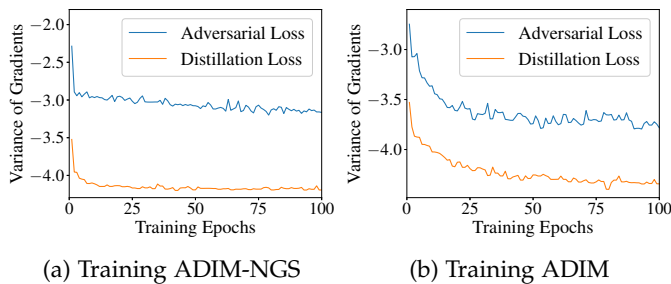 Variance of Gradients
−2.0
−2.5
−3.0
−3.5
−4.0
Adversarial Loss
Distillation Loss
0 25 50 75 100
Training Epochs
(a) Training ADIM-NGS
Variance of Gradients
−3.0
−3.5
−4.0
Adversarial Loss
Distillation Loss
0 25 50 75 100
Training Epochs
(b) Training ADIM